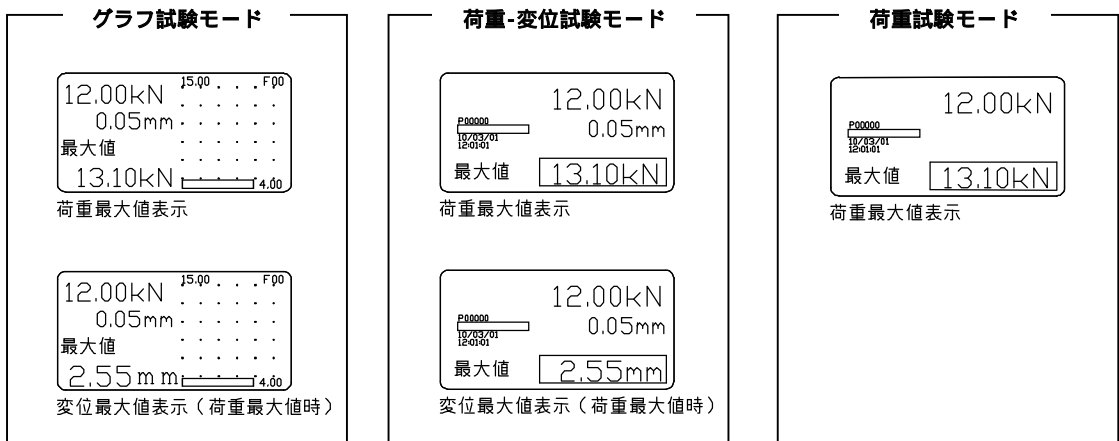 グラフ試験モード
12.00kN
0.05mm
最大値
13.10kN
15.00
F00
4.00
荷重最大値表示
12.00kN
0.05mm
最大値
2.55mm
15.00
F00
4.00
変位最大値表示（荷重最大値時）
荷重-変位試験モード
12.00kN
0.05mm
P00000
10/03/01
12:01:01
最大値 13.10kN
荷重最大値表示
12.00kN
0.05mm
P00000
10/03/01
12:01:01
最大値 2.55mm
変位最大値表示（荷重最大値時）
荷重試験モード
12.00kN
P00000
10/03/01
12:01:01
最大値 13.10kN
荷重最大値表示